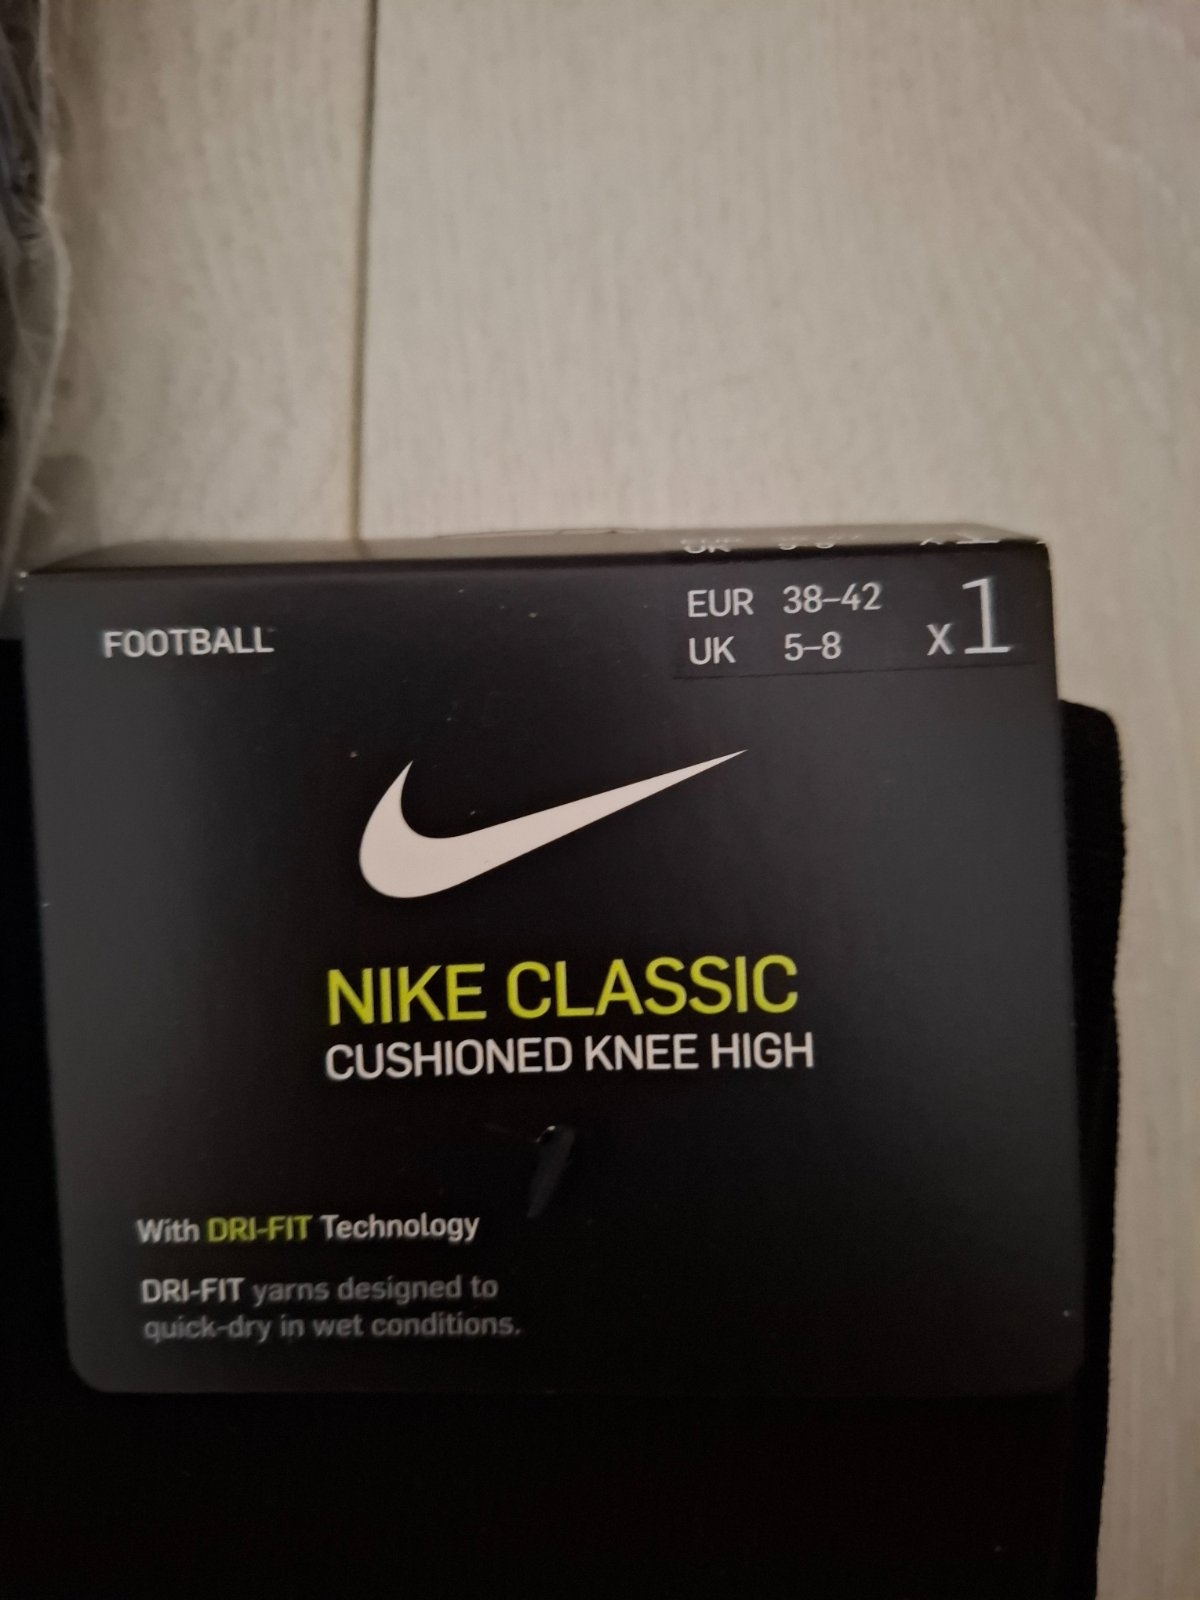 FOOTBALL
EUR 38–42
UK 5–8
x1
NIKE CLASSIC
CUSHIONED KNEE HIGH
With DRI-FIT Technology
DRI-FIT yarns designed to
quick-dry in wet conditions.